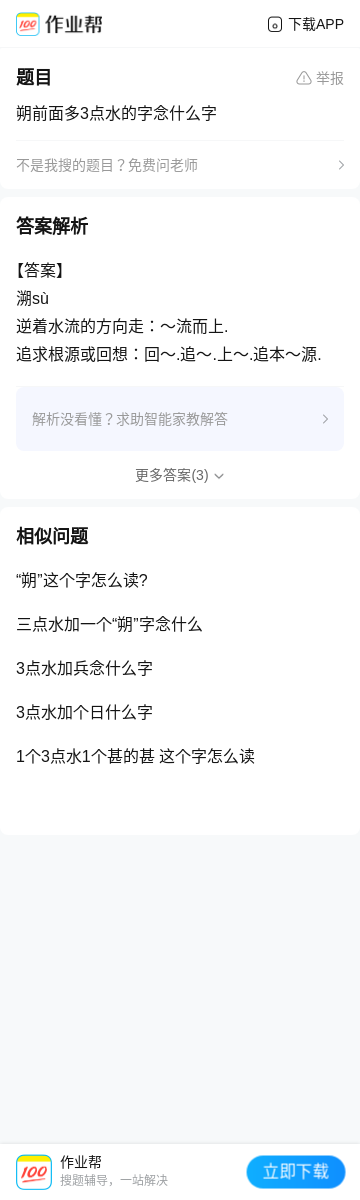 100 作业帮
下载APP
题目
举报
朔前面多3点水的字念什么字
不是我搜的题目？免费问老师
答案解析
【答案】
溯sù
逆着水流的方向走：～流而上.
追求根源或回想：回～.追～.上～.追本～源.
解析没看懂？求助智能家教解答
更多答案(3)
相似问题
“朔”这个字怎么读?
三点水加一个“朔”字念什么
3点水加兵念什么字
3点水加个日什么字
1个3点水1个甚的甚 这个字怎么读
100
作业帮
搜题辅导，一站解决
立即下载